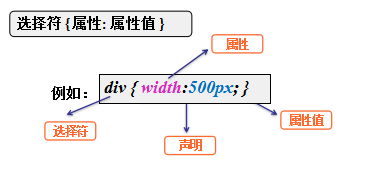 选择符 {属性: 属性值 }
属性
例如： div { width:500px; }
选择符
声明
属性值